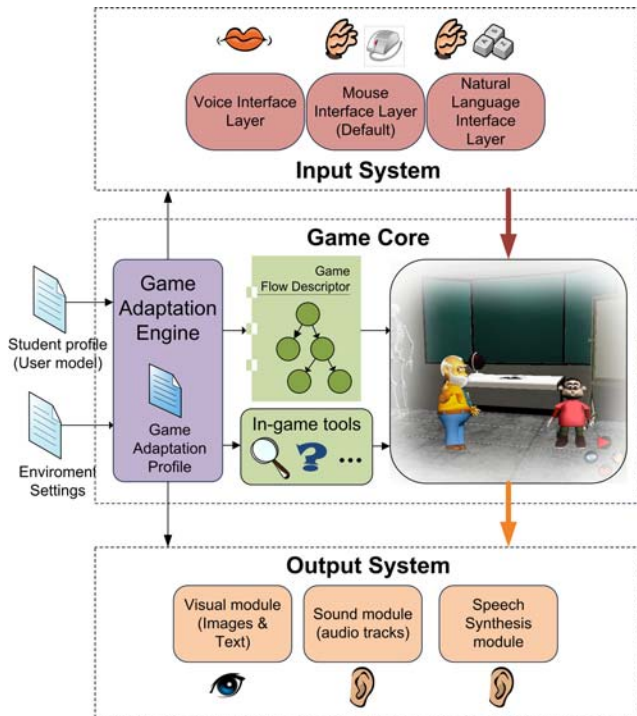 Voice Interface
Layer
Mouse
Interface Layer
(Default)
Natural
Language
Interface
Layer
Input System
Game Core
Game
Adaptation
Engine
Game
Flow Descriptor
Student profile
(User model)
Game
Adaptation
Profile
In-game tools
...
Enviroment
Settings
Output System
Visual module
(Images &
Text)
Sound module
(audio tracks)
Speech
Synthesis
module